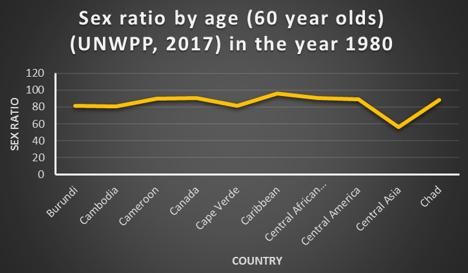 Sex ratio by age (60 year olds)
(UNWPP, 2017) in the year 1980
SEX RATIO
120
100
80
60
40
20
0
Burundi
Cambodia
Cameroon
Canada
Cape Verde
Caribbean
Central African...
Central America
Central Asia
Chad
COUNTRY